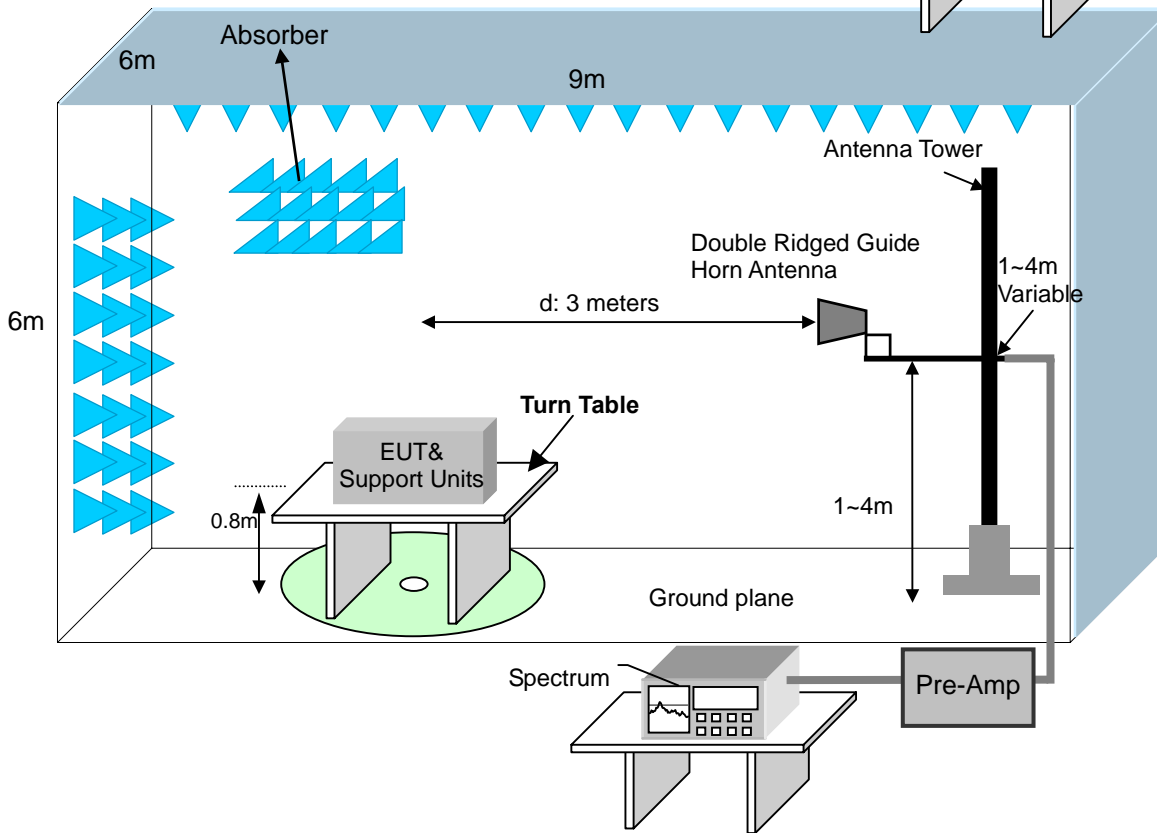 Absorber
6m
9m
Antenna Tower
Double Ridged Guide
Horn Antenna
1~4m
Variable
d: 3 meters
6m
Turn Table
EUT&
Support Units
0.8m
1~4m
Ground plane
Spectrum
Pre-Amp